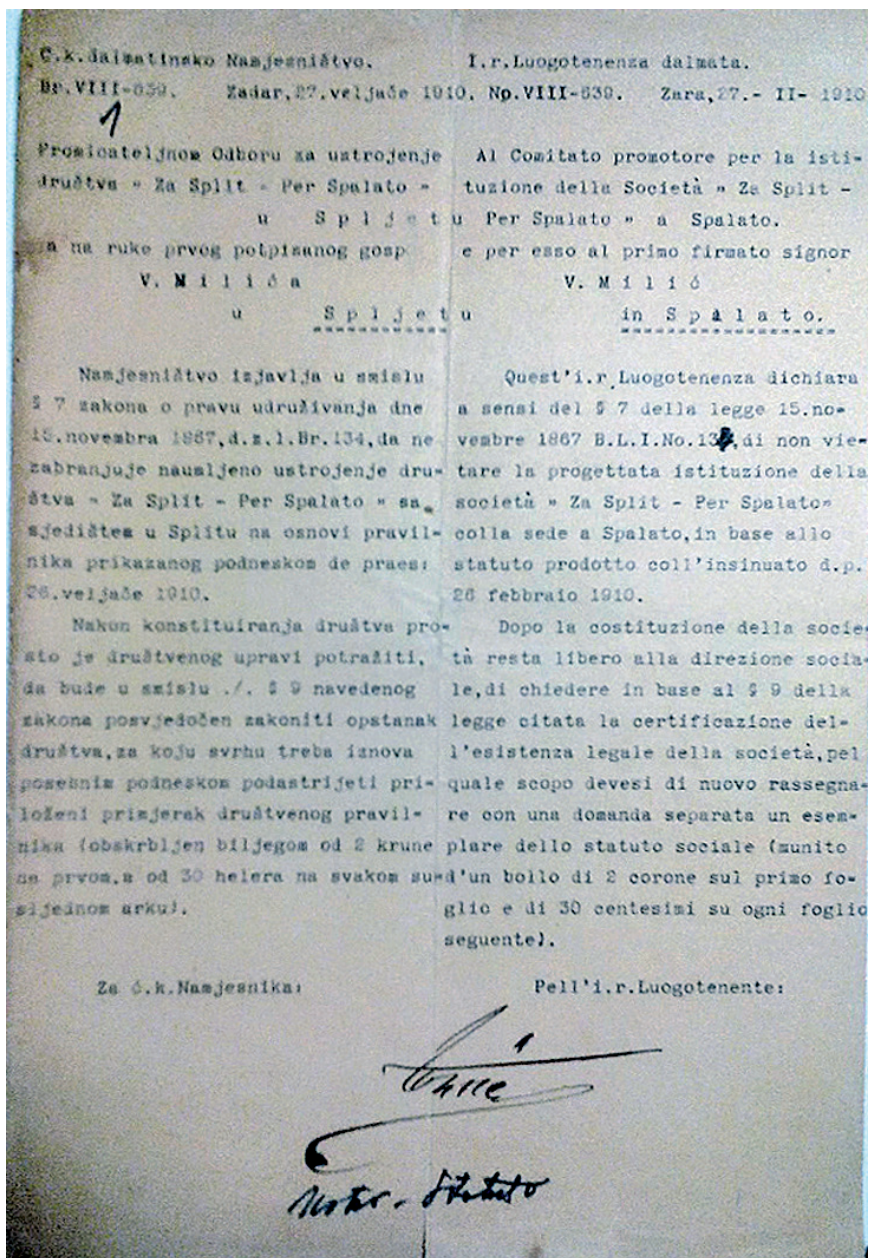 C.k.dalmatinsko Namjesništvo.
Br.VIII-639. Zadar,27.veljače 1910.
1
Promicateljnom Odboru za ustrojenje
društva " Za Split - Per Spalato "
u Spljetu
a na ruke prvog potpisanog gosp
V. Milića
u Spljetu
Namjesništvo izjavlja u smislu
§ 7 zakona o pravu udruživanja dne
15.novembra 1867,d.z.l.Br.134,da ne
zabranjuje naumljeno ustrojenje dru-
štva " Za Split - Per Spalato " sa
sjedištem u Splitu na osnovi pravil-
nika prikazanog podneskom de praes:
26.veljače 1910.
Nakon konstituiranja društva pro-
sto je društvenog upravi potražiti,
da bude u smislu ./. § 9 navedenog
zakona posvjedočen zakoniti opstanak
društva,za koju svrhu treba iznova
posebnim podneskom podastrijeti pri-
loženi primjerak društvenog pravil-
nika (obskrbljen biljegom od 2 krune
na prvom,a od 30 helera na svakom su-
sljednom arku).
Za ć.k.Namjesnika:
I.r.Luogotenenza dalmata.
Np.VIII-639. Zara,27.- II- 1910
Al Comitato promotore per la isti-
tuzione della Società " Za Split -
Per Spalato " a Spalato.
e per esso al primo firmato signor
V. Milić
in Spalato.
Quest'i.r.Luogotenenza dichiara
a sensi del § 7 della legge 15.no-
vembre 1867 B.L.I.No.134,di non vie-
tare la progettata istituzione della
società " Za Split - Per Spalato"
colla sede a Spalato,in base allo
statuto prodotto coll'insinuato d.p.
26 febbraio 1910.
Dopo la costituzione della socie-
tà resta libero alla direzione socia-
le,di chiedere in base al § 9 della
legge citata la certificazione del-
l'esistenza legale della società,pel
quale scopo devesi di nuovo rassegna-
re con una domanda separata un esem-
plare dello statuto sociale (munito
d'un bollo di 2 corone sul primo fo-
glio e di 30 centesimi su ogni foglio
seguente).
Pell'i.r.Luogotenente: